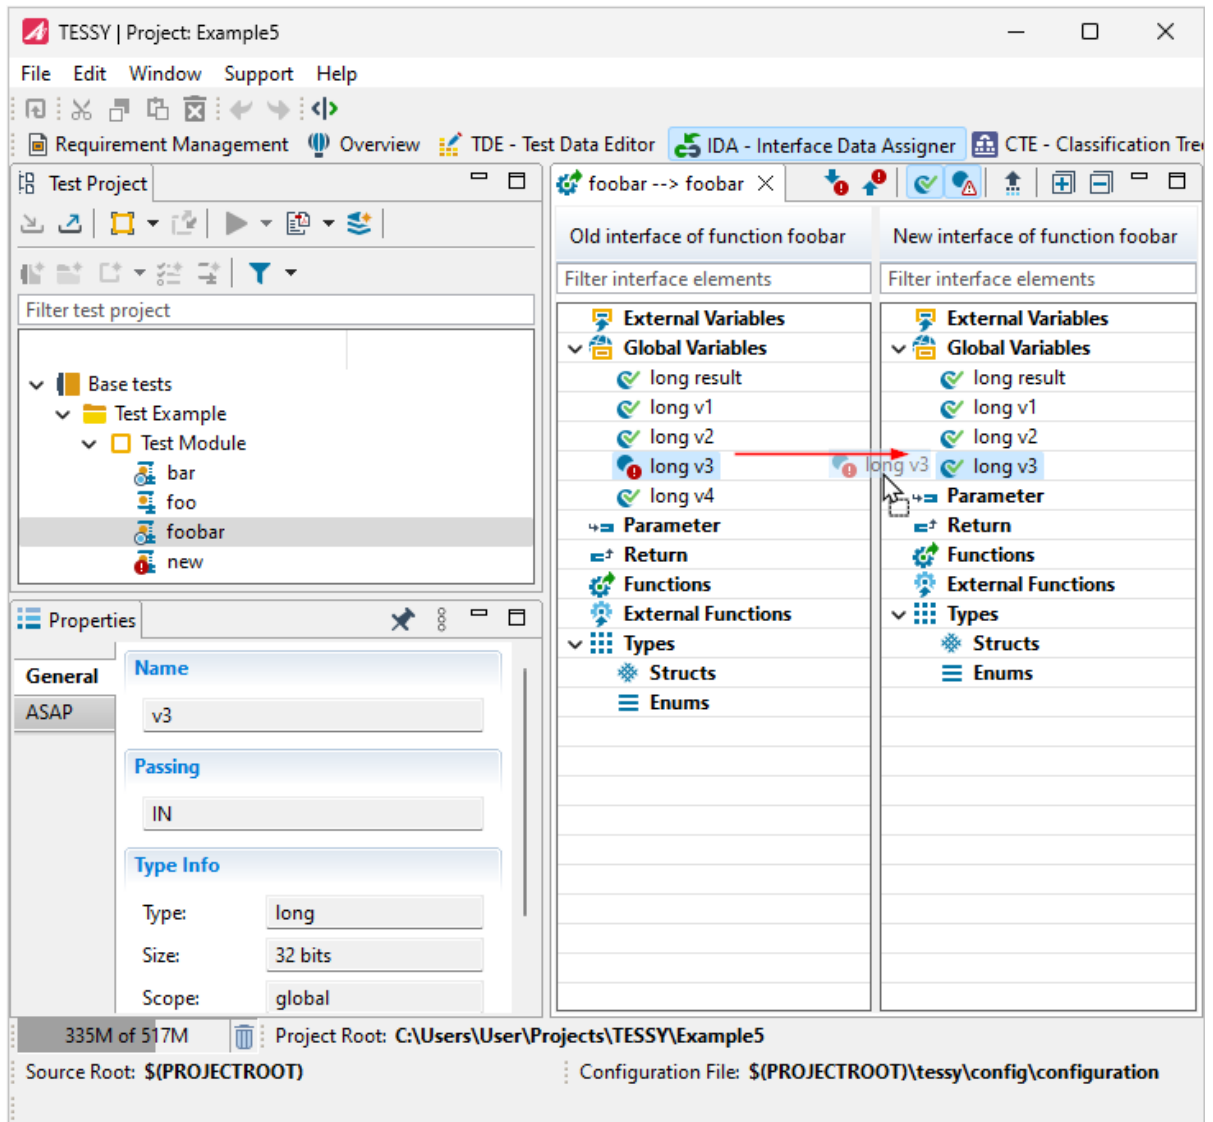 TESSY | Project: Example5
File Edit Window Support Help
Requirement Management Overview TDE - Test Data Editor IDA - Interface Data Assigner CTE - Classification Tre
Test Project
foobar --> foobar
Old interface of function foobar
New interface of function foobar
Filter interface elements
Filter interface elements
Filter test project
Base tests
Test Example
Test Module
bar
foo
foobar
new
External Variables
Global Variables
long result
long v1
long v2
long v3
long v4
Parameter
Return
Functions
External Functions
Types
Structs
Enums
long v3
External Variables
Global Variables
long result
long v1
long v2
long v3
Parameter
Return
Functions
External Functions
Types
Structs
Enums
Properties
General
ASAP
Name
v3
Passing
IN
Type Info
Type: long
Size: 32 bits
Scope: global
335M of 517M
Project Root: C:\Users\User\Projects\TESSY\Example5
Source Root: $(PROJECTROOT)
Configuration File: $(PROJECTROOT)\tessy\config\configuration